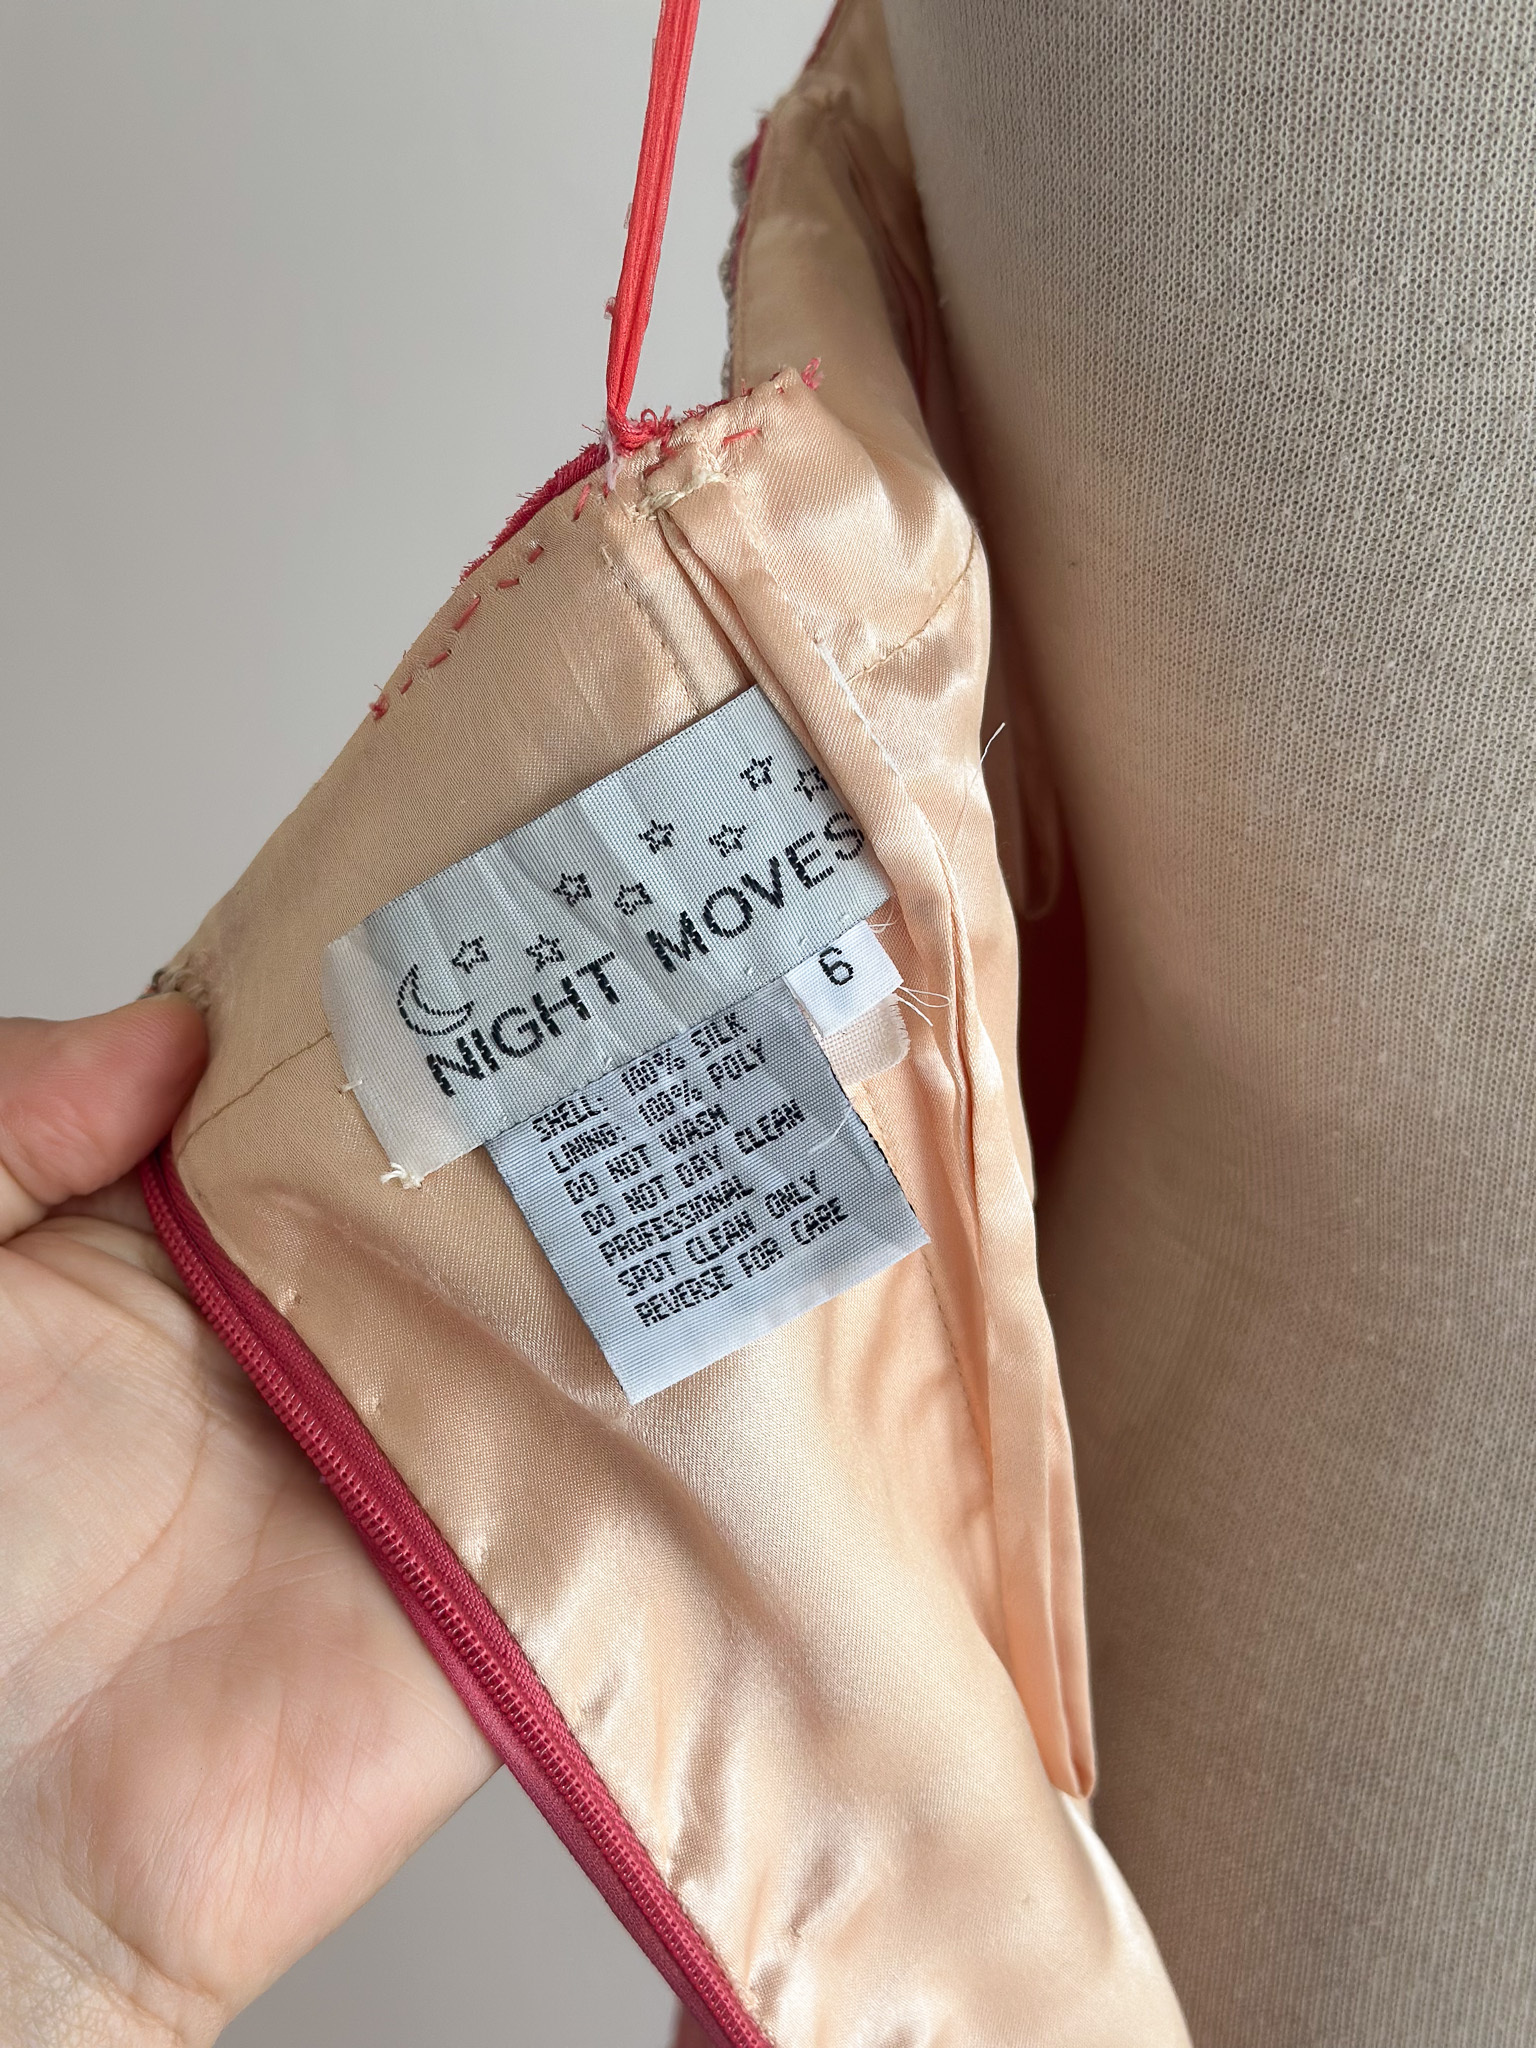 NIGHT MOVES
6
SHELL: 100% SILK
LINING: 100% POLY
DO NOT WASH
DO NOT DRY CLEAN
PROFESSIONAL
SPOT CLEAN ONLY
REVERSE FOR CARE